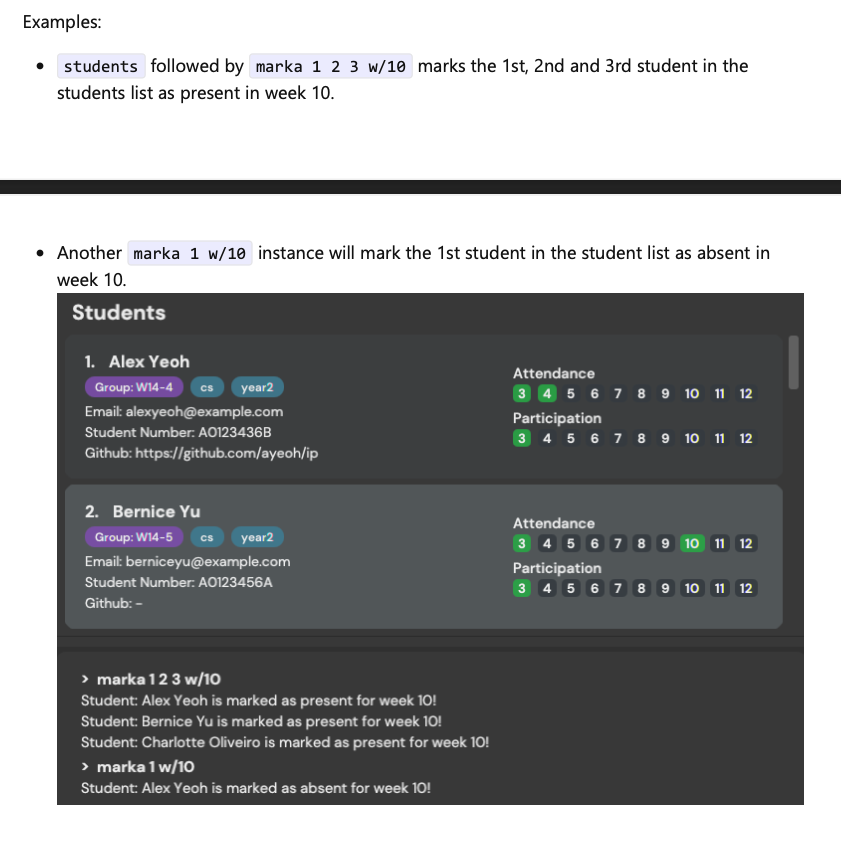 Examples:
• students followed by marka 1 2 3 w/10 marks the 1st, 2nd and 3rd student in the
students list as present in week 10.
• Another marka 1 w/10 instance will mark the 1st student in the student list as absent in
week 10.
Students
1. Alex Yeoh
Group: W14-4 cs year2
Email: alexyeoh@example.com
Student Number: A0123436B
Github: https://github.com/ayeoh/ip
Attendance
3 4 5 6 7 8 9 10 11 12
Participation
3 4 5 6 7 8 9 10 11 12
2. Bernice Yu
Group: W14-5 cs year2
Email: berniceyu@example.com
Student Number: A0123456A
Github: -
Attendance
3 4 5 6 7 8 9 10 11 12
Participation
3 4 5 6 7 8 9 10 11 12
> marka 1 2 3 w/10
Student: Alex Yeoh is marked as present for week 10!
Student: Bernice Yu is marked as present for week 10!
Student: Charlotte Oliveiro is marked as present for week 10!
> marka 1 w/10
Student: Alex Yeoh is marked as absent for week 10!